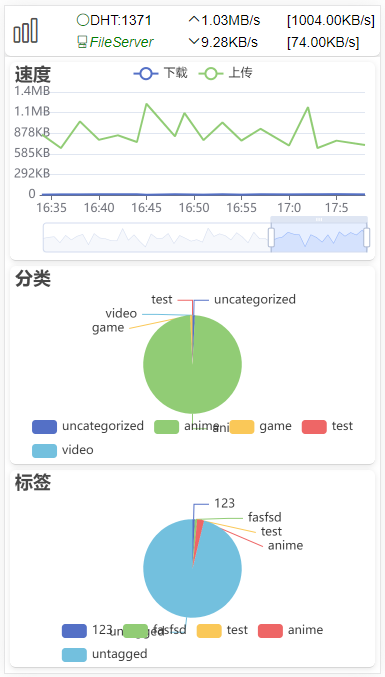 DHT:1371 1.03MB/s [1004.00KB/s]
FileServer 9.28KB/s [74.00KB/s]
速度
下载 上传
1.4MB
1.1MB
878KB
585KB
292KB
0
16:35 16:40 16:45 16:50 16:55 17:0 17:5
分类
test uncategorized
video
game
anime
uncategorized anime game test
video
标签
123
fasfsd
test
anime
untagged
123 fasfsd test anime
untagged